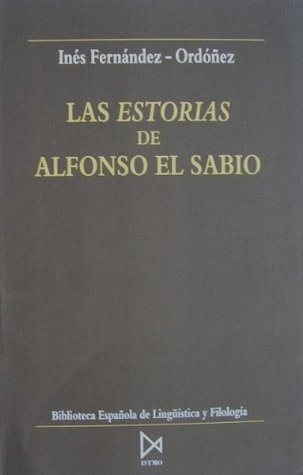 Inés Fernández - Ordóñez
LAS ESTORIAS
DE
ALFONSO EL SABIO
Biblioteca Española de Lingüística y Filología
ISTMO